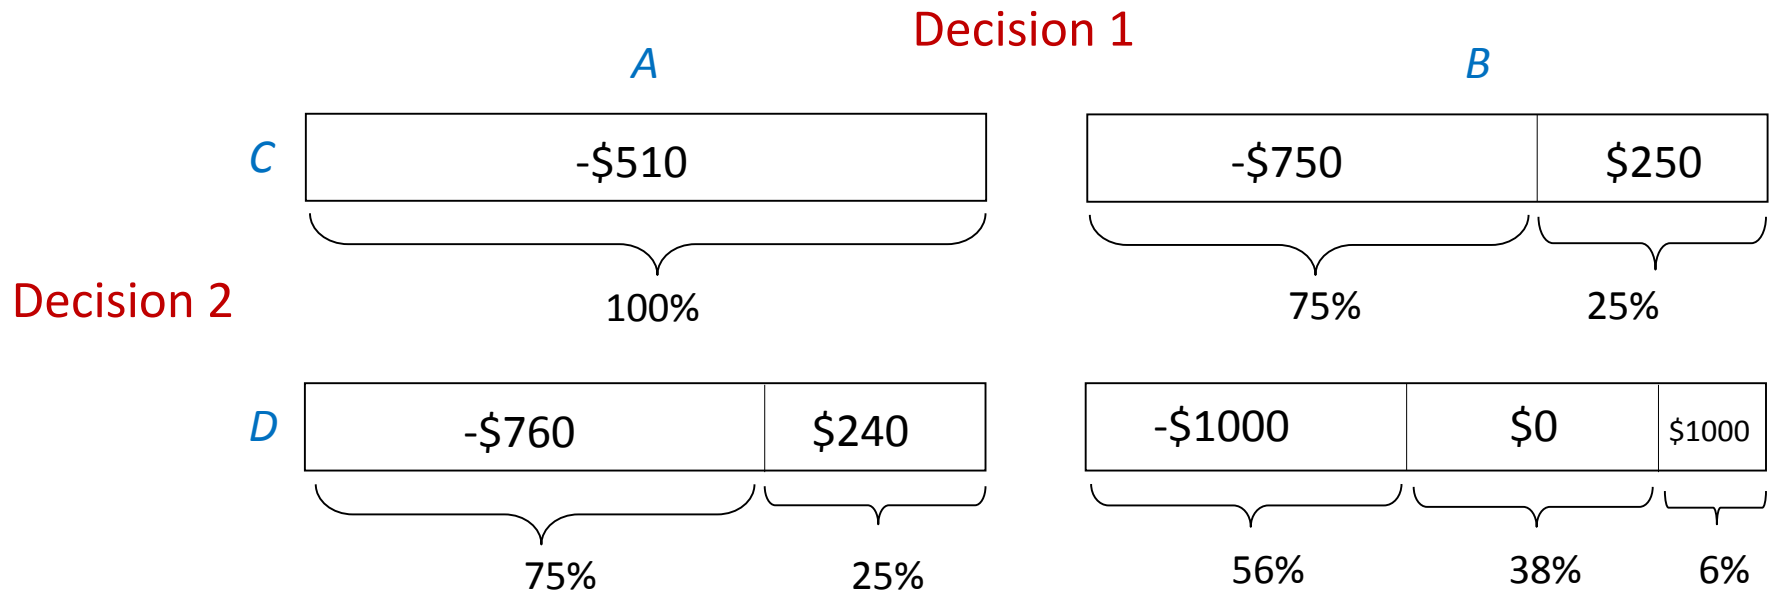 Decision 1
A B
C -$510 -$750 $250
100% 75% 25%
Decision 2
D -$760 $240 -$1000 $0 $1000
75% 25% 56% 38% 6%